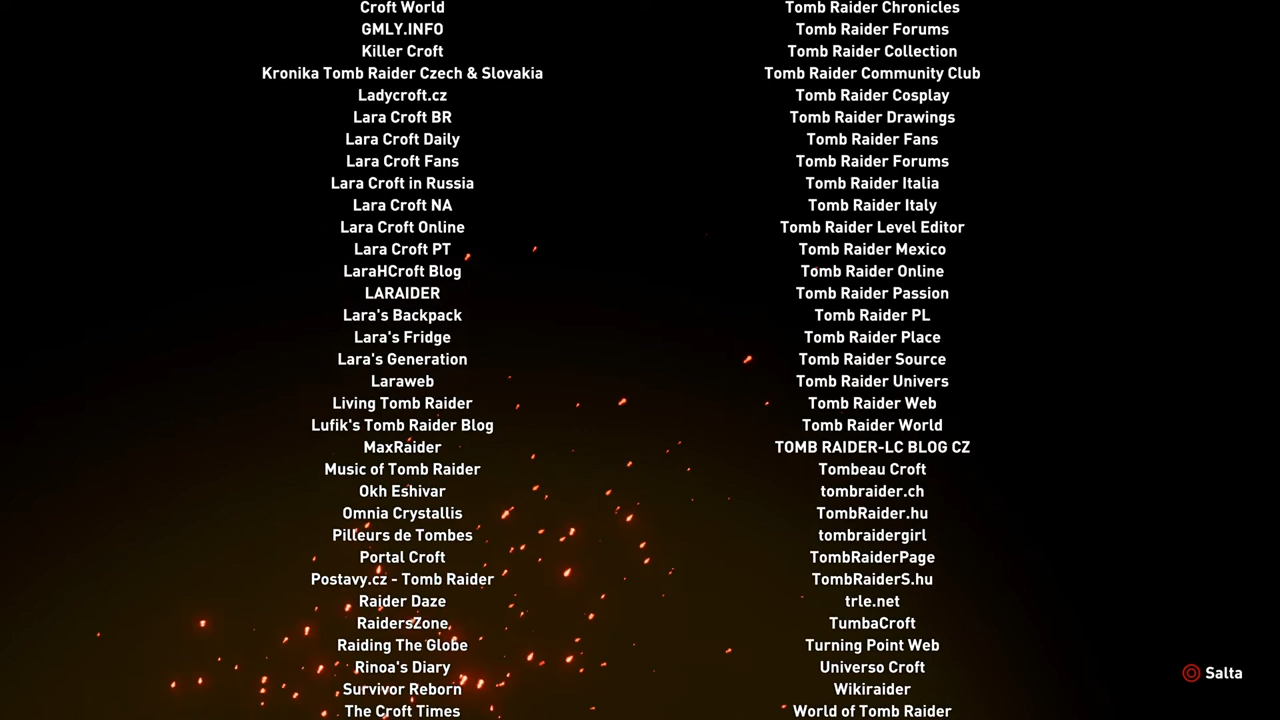 Croft World
GMLY.INFO
Killer Croft
Kronika Tomb Raider Czech & Slovakia
Ladycroft.cz
Lara Croft BR
Lara Croft Daily
Lara Croft Fans
Lara Croft in Russia
Lara Croft NA
Lara Croft Online
Lara Croft PT
LaraHCroft Blog
LARAIDER
Lara's Backpack
Lara's Fridge
Lara's Generation
Laraweb
Living Tomb Raider
Lufik's Tomb Raider Blog
MaxRaider
Music of Tomb Raider
Okh Eshivar
Omnia Crystallis
Pilleurs de Tombes
Portal Croft
Postavy.cz - Tomb Raider
Raider Daze
RaidersZone
Raiding The Globe
Rinoa's Diary
Survivor Reborn
The Croft Times
Tomb Raider Chronicles
Tomb Raider Forums
Tomb Raider Collection
Tomb Raider Community Club
Tomb Raider Cosplay
Tomb Raider Drawings
Tomb Raider Fans
Tomb Raider Forums
Tomb Raider Italia
Tomb Raider Italy
Tomb Raider Level Editor
Tomb Raider Mexico
Tomb Raider Online
Tomb Raider Passion
Tomb Raider PL
Tomb Raider Place
Tomb Raider Source
Tomb Raider Univers
Tomb Raider Web
Tomb Raider World
TOMB RAIDER-LC BLOG CZ
Tombeau Croft
tombraider.ch
TombRaider.hu
tombraidergirl
TombRaiderPage
TombRaiderS.hu
trle.net
TumbaCroft
Turning Point Web
Universo Croft
Wikiraider
World of Tomb Raider
Salta